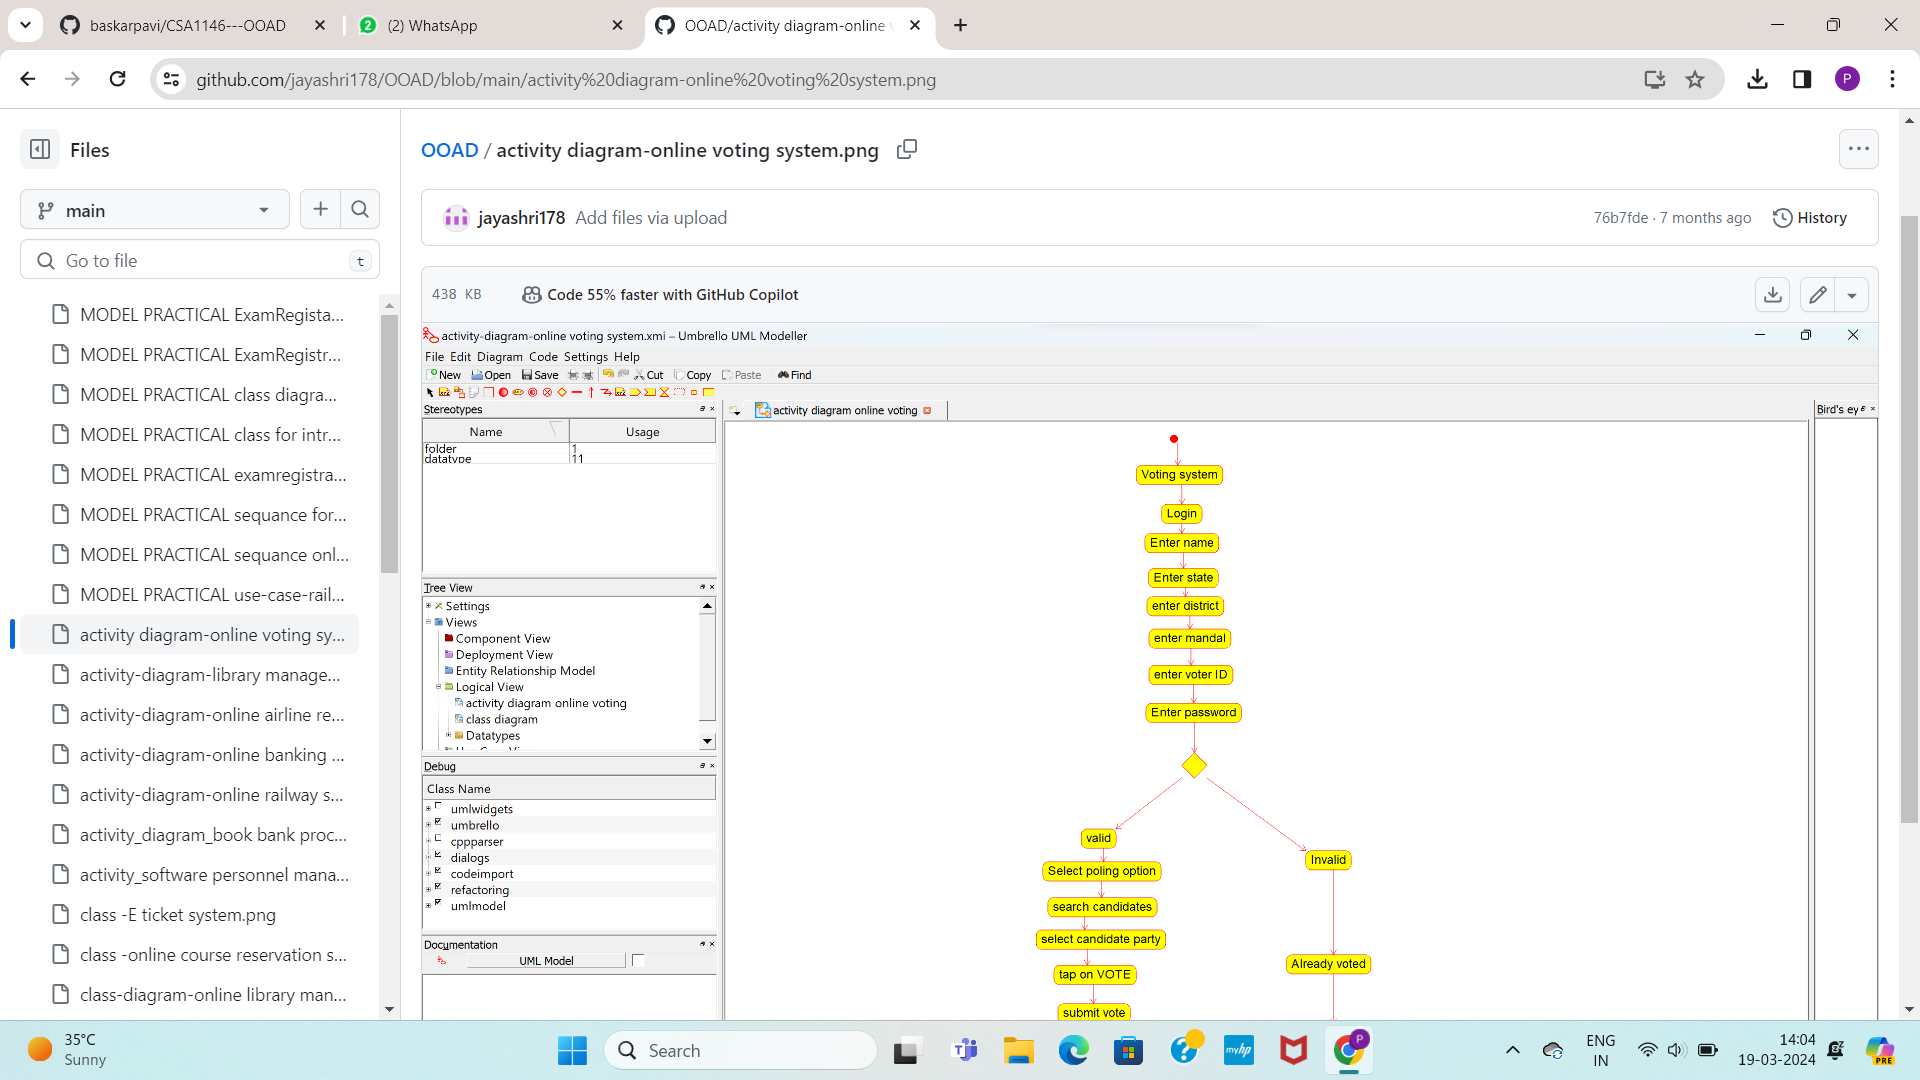 baskarpavi/CSA1146---OOAD
(2) WhatsApp
OOAD/activity diagram-online
github.com/jayashri178/OOAD/blob/main/activity%20diagram-online%20voting%20system.png
P
Files
main
Go to file
t
MODEL PRACTICAL ExamRegista...
MODEL PRACTICAL ExamRegistr...
MODEL PRACTICAL class diagra...
MODEL PRACTICAL class for intr...
MODEL PRACTICAL examregistra...
MODEL PRACTICAL sequance for...
MODEL PRACTICAL sequance onl...
MODEL PRACTICAL use-case-rail...
activity diagram-online voting sy...
activity-diagram-library manage...
activity-diagram-online airline re...
activity-diagram-online banking ...
activity-diagram-online railway s...
activity_diagram_book bank proc...
activity_software personnel mana...
class -E ticket system.png
class -online course reservation s...
class-diagram-online library man...
OOAD / activity diagram-online voting system.png
jayashri178 Add files via upload
76b7fde · 7 months ago
History
438 KB
Code 55% faster with GitHub Copilot
activity-diagram-online voting system.xmi – Umbrello UML Modeller
File Edit Diagram Code Settings Help
New Open Save Cut Copy Paste Find
Stereotypes
Name Usage
folder 1
datatype 11
Tree View
Settings
Views
Component View
Deployment View
Entity Relationship Model
Logical View
activity diagram online voting
class diagram
Datatypes
Debug
Class Name
umlwidgets
umbrello
cppparser
dialogs
codeimport
refactoring
umlmodel
Documentation
UML Model
activity diagram online voting
Bird's ey
Voting system
Login
Enter name
Enter state
enter district
enter mandal
enter voter ID
Enter password
valid
Invalid
Select poling option
search candidates
select candidate party
Already voted
tap on VOTE
submit vote
35°C
Sunny
Search
myhp
P
PRE
ENG
IN
14:04
19-03-2024